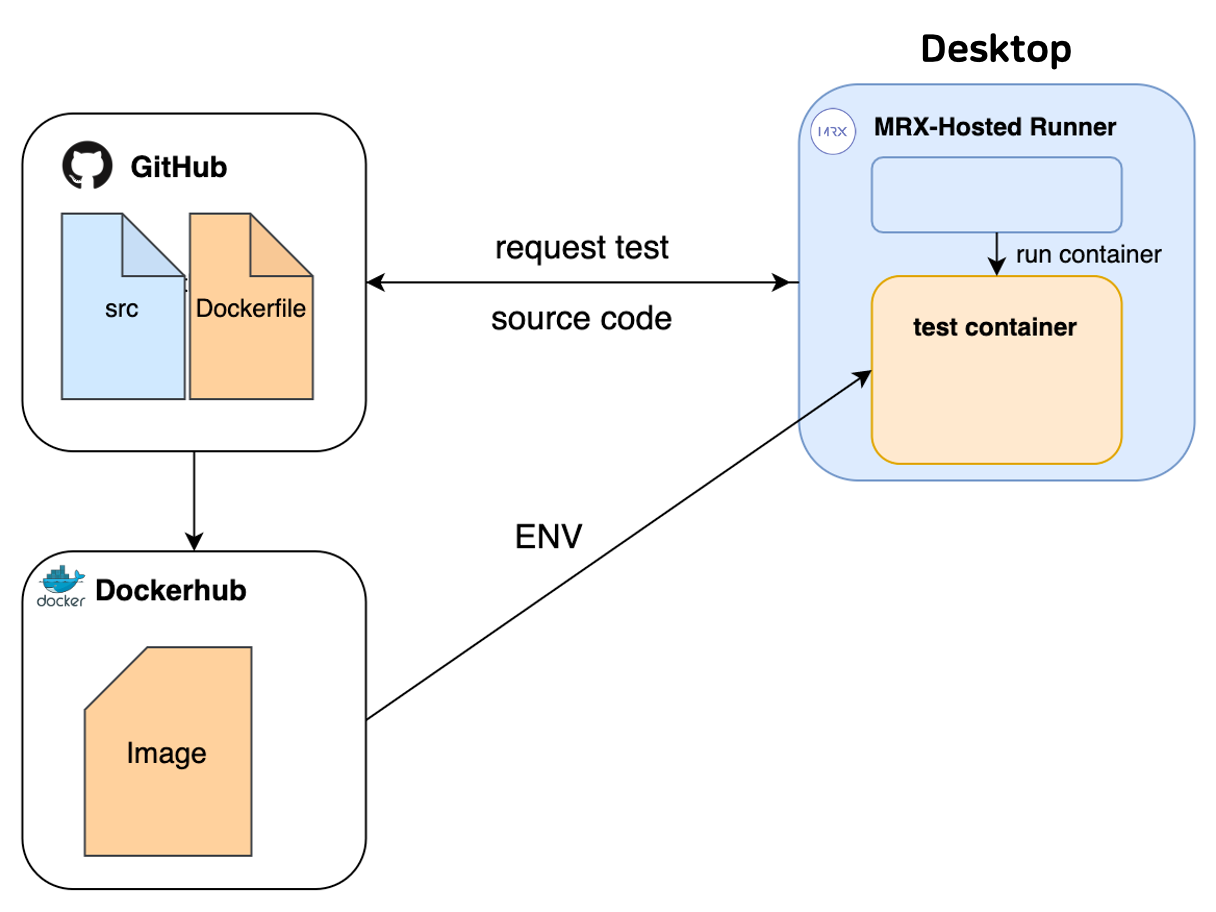 Desktop
MRX
MRX-Hosted Runner
GitHub
request test
run container
src
Dockerfile
source code
test container
ENV
docker
Dockerhub
Image